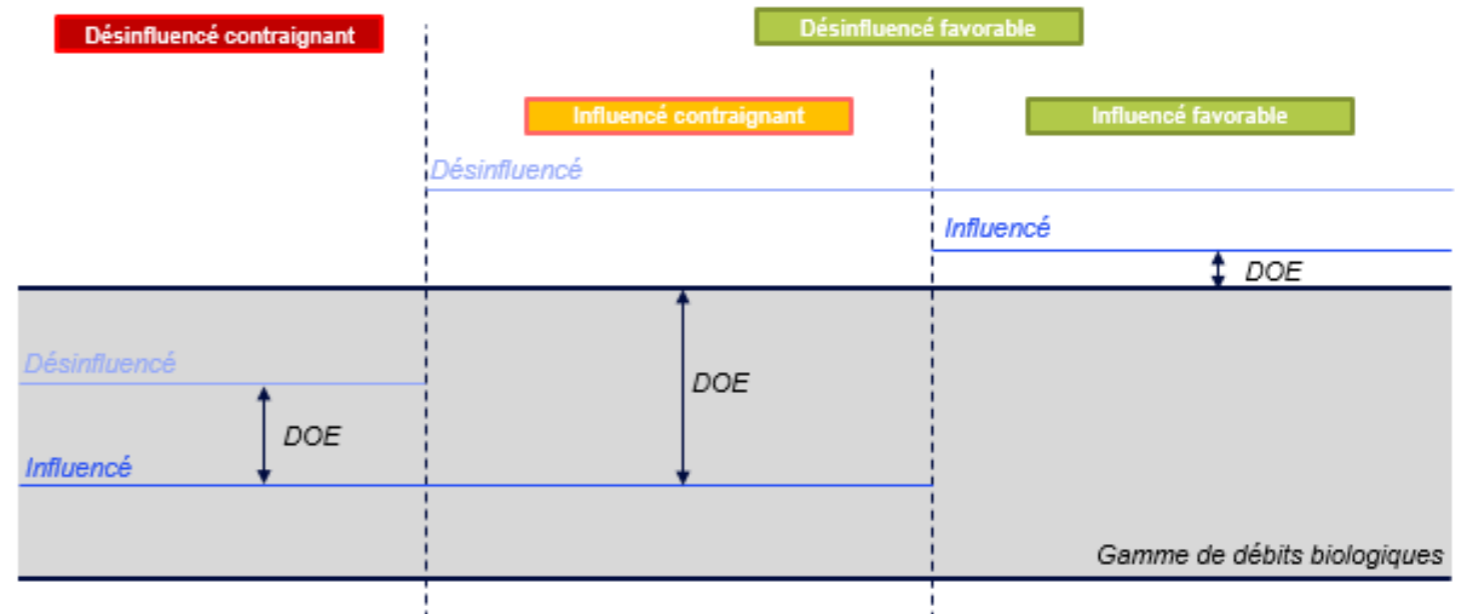 Désinfluencé contraignant
Désinfluencé favorable
Influencé contraignant
Influencé favorable
Désinfluencé
Influencé
DOE
Désinfluencé
DOE
DOE
Influencé
Gamme de débits biologiques